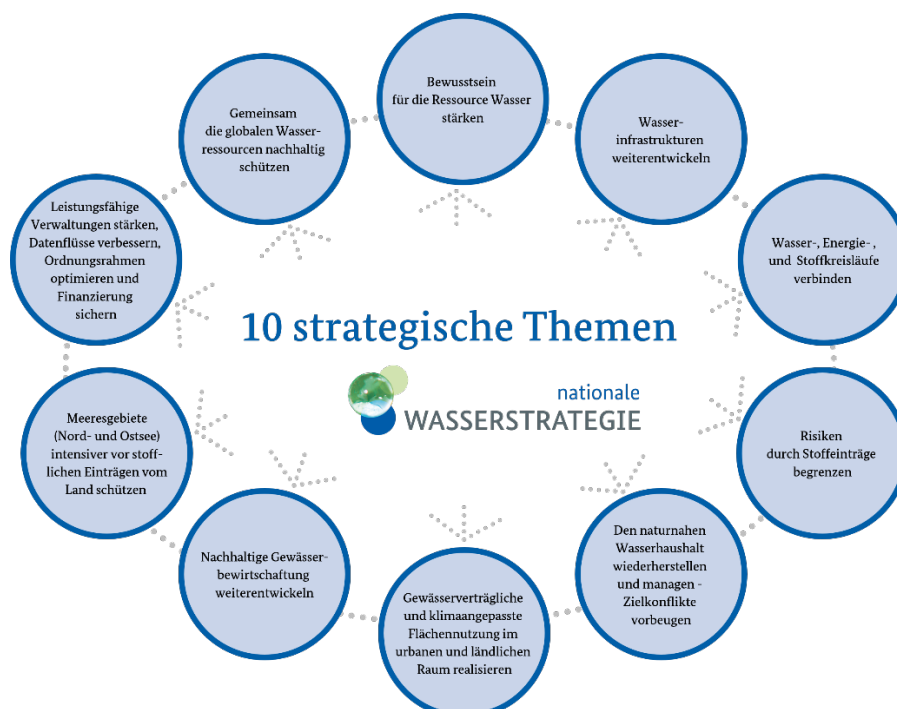 Bewusstsein
für die Ressource Wasser
stärken
Wasser-
infrastrukturen
weiterentwickeln
Wasser-, Energie- ,
und Stoffkreisläufe
verbinden
Risiken
durch Stoffeinträge
begrenzen
Den naturnahen
Wasserhaushalt
wiederherstellen
und managen -
Zielkonflikte
vorbeugen
Gewässerverträgliche
und klimaangepasste
Flächennutzung im
urbanen und ländlichen
Raum realisieren
Nachhaltige Gewässer-
bewirtschaftung
weiterentwickeln
Meeresgebiete
(Nord- und Ostsee)
intensiver vor stoff-
lichen Einträgen vom
Land schützen
Leistungsfähige
Verwaltungen stärken,
Datenflüsse verbessern,
Ordnungsrahmen
optimieren und
Finanzierung
sichern
Gemeinsam
die globalen Wasser-
ressourcen nachhaltig
schützen
10 strategische Themen
nationale
WASSERSTRATEGIE